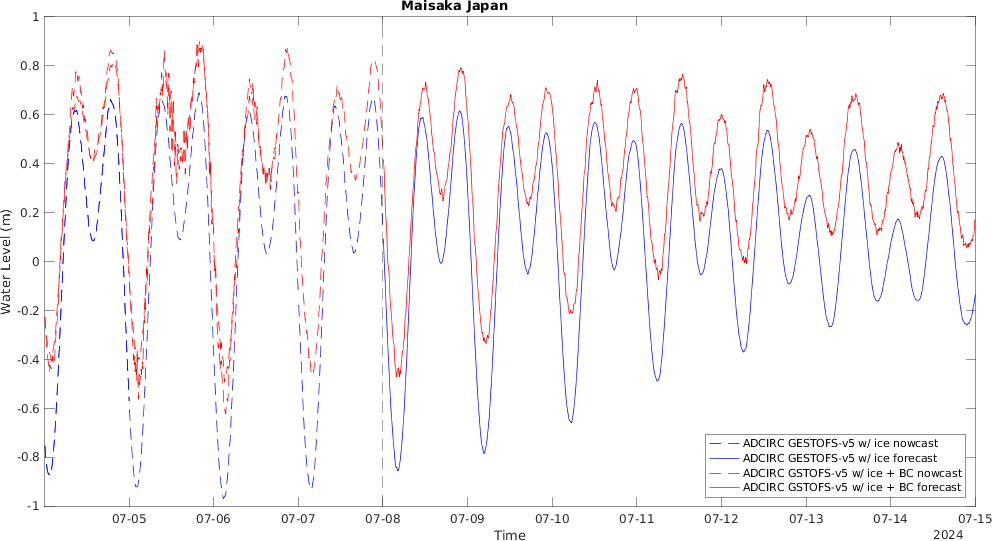 Maisaka Japan
1
0.8
0.6
0.4
0.2
0
-0.2
-0.4
-0.6
-0.8
-1
Water Level (m)
ADCIRC GESTOFS-v5 w/ ice nowcast
ADCIRC GESTOFS-v5 w/ ice forecast
ADCIRC GSTOFS-v5 w/ ice + BC nowcast
ADCIRC GSTOFS-v5 w/ ice + BC forecast
07-05 07-06 07-07 07-08 07-09 07-10 07-11 07-12 07-13 07-14 07-15
Time
2024